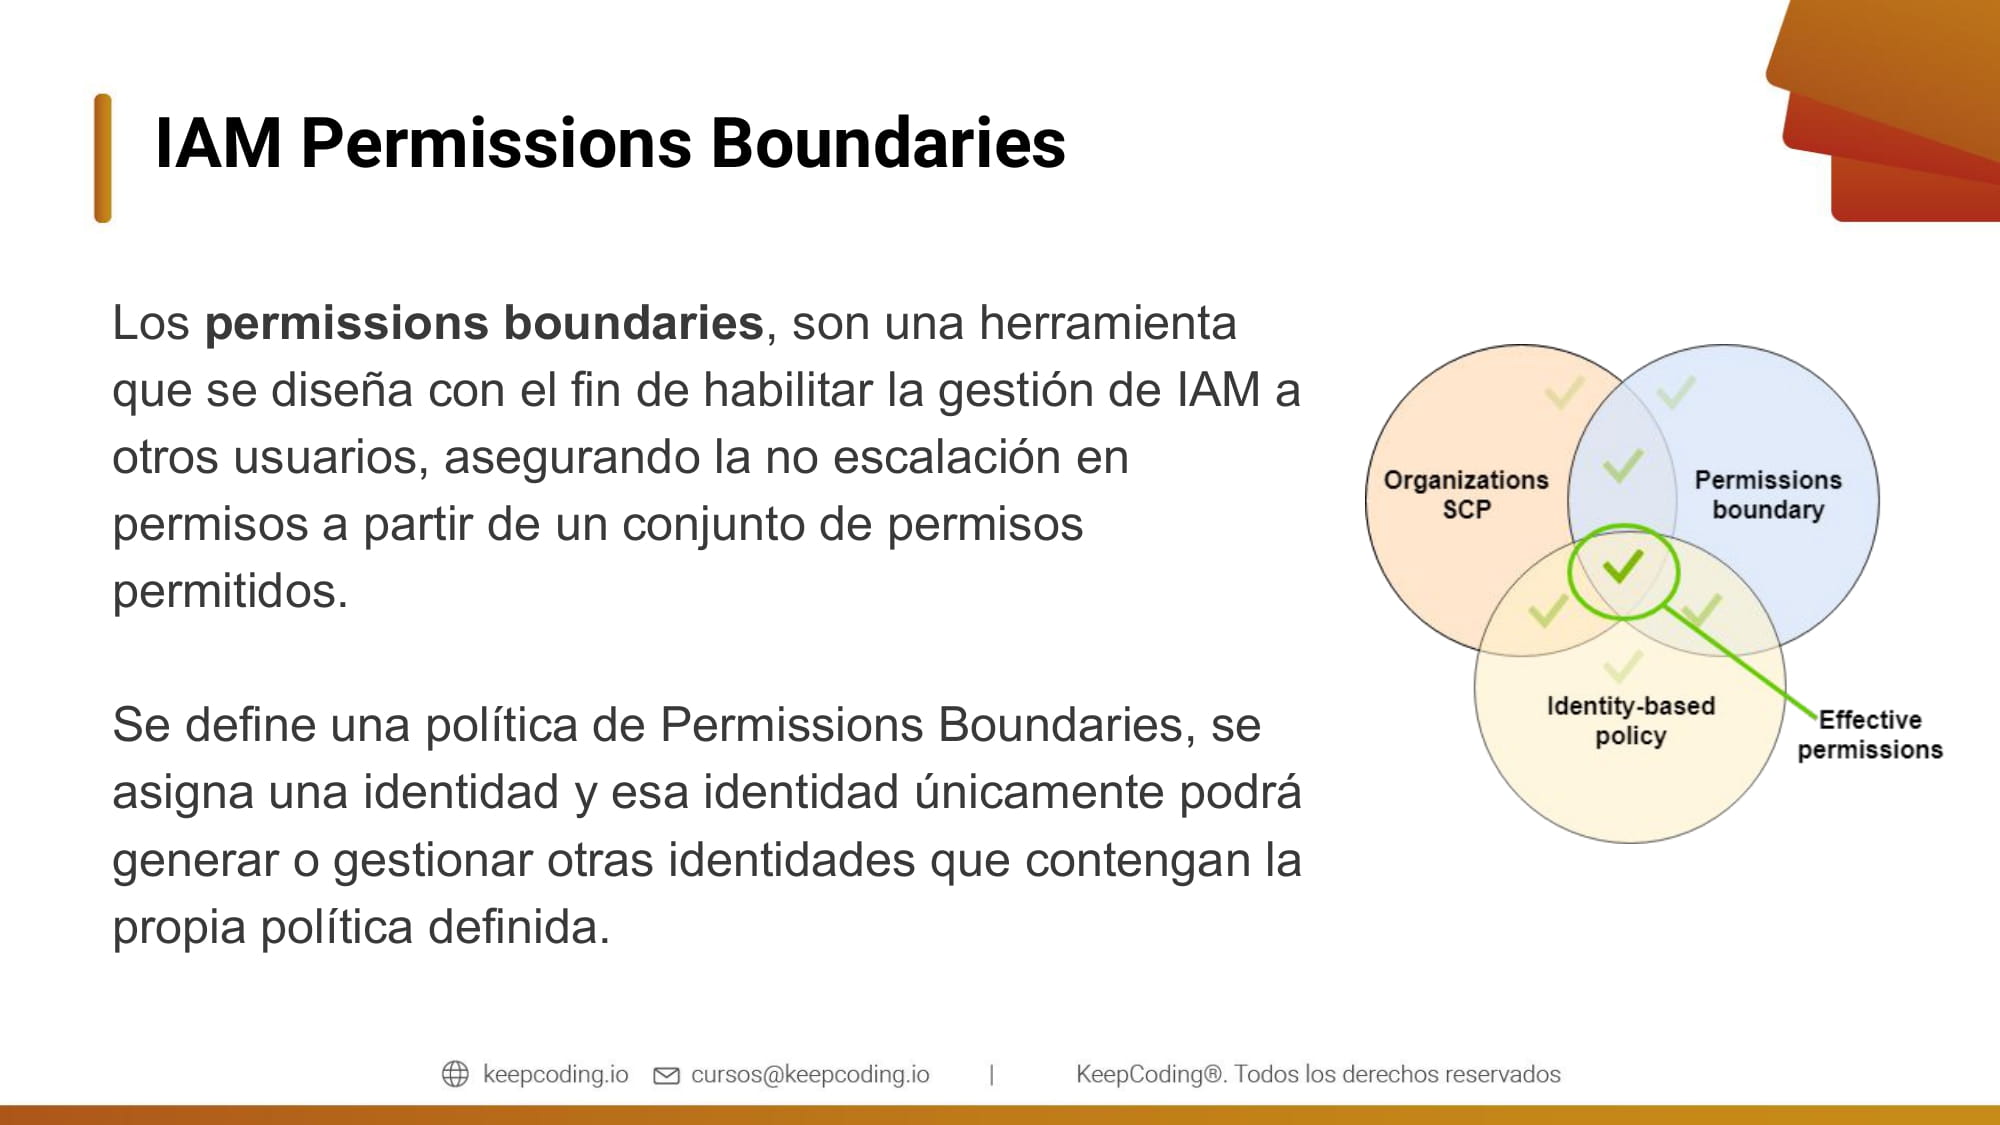 IAM Permissions Boundaries
Los permissions boundaries, son una herramienta
que se diseña con el fin de habilitar la gestión de IAM a
otros usuarios, asegurando la no escalación en
permisos a partir de un conjunto de permisos
permitidos.
Se define una política de Permissions Boundaries, se
asigna una identidad y esa identidad únicamente podrá
generar o gestionar otras identidades que contengan la
propia política definida.
Organizations
SCP
Permissions
boundary
Identity-based
policy
Effective
permissions
keepcoding.io cursos@keepcoding.io | KeepCoding®. Todos los derechos reservados